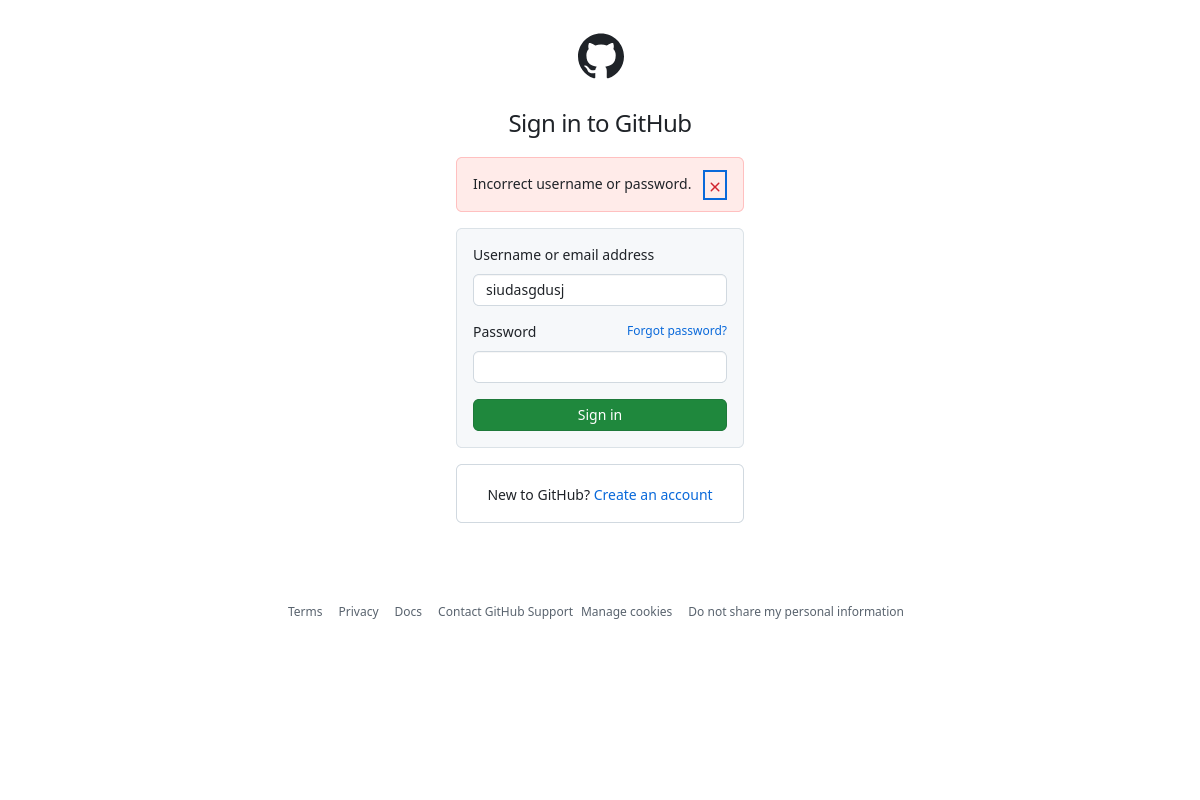 Sign in to GitHub
Incorrect username or password.
Username or email address
siudasgdusj
Password Forgot password?
Sign in
New to GitHub? Create an account
Terms Privacy Docs Contact GitHub Support Manage cookies Do not share my personal information